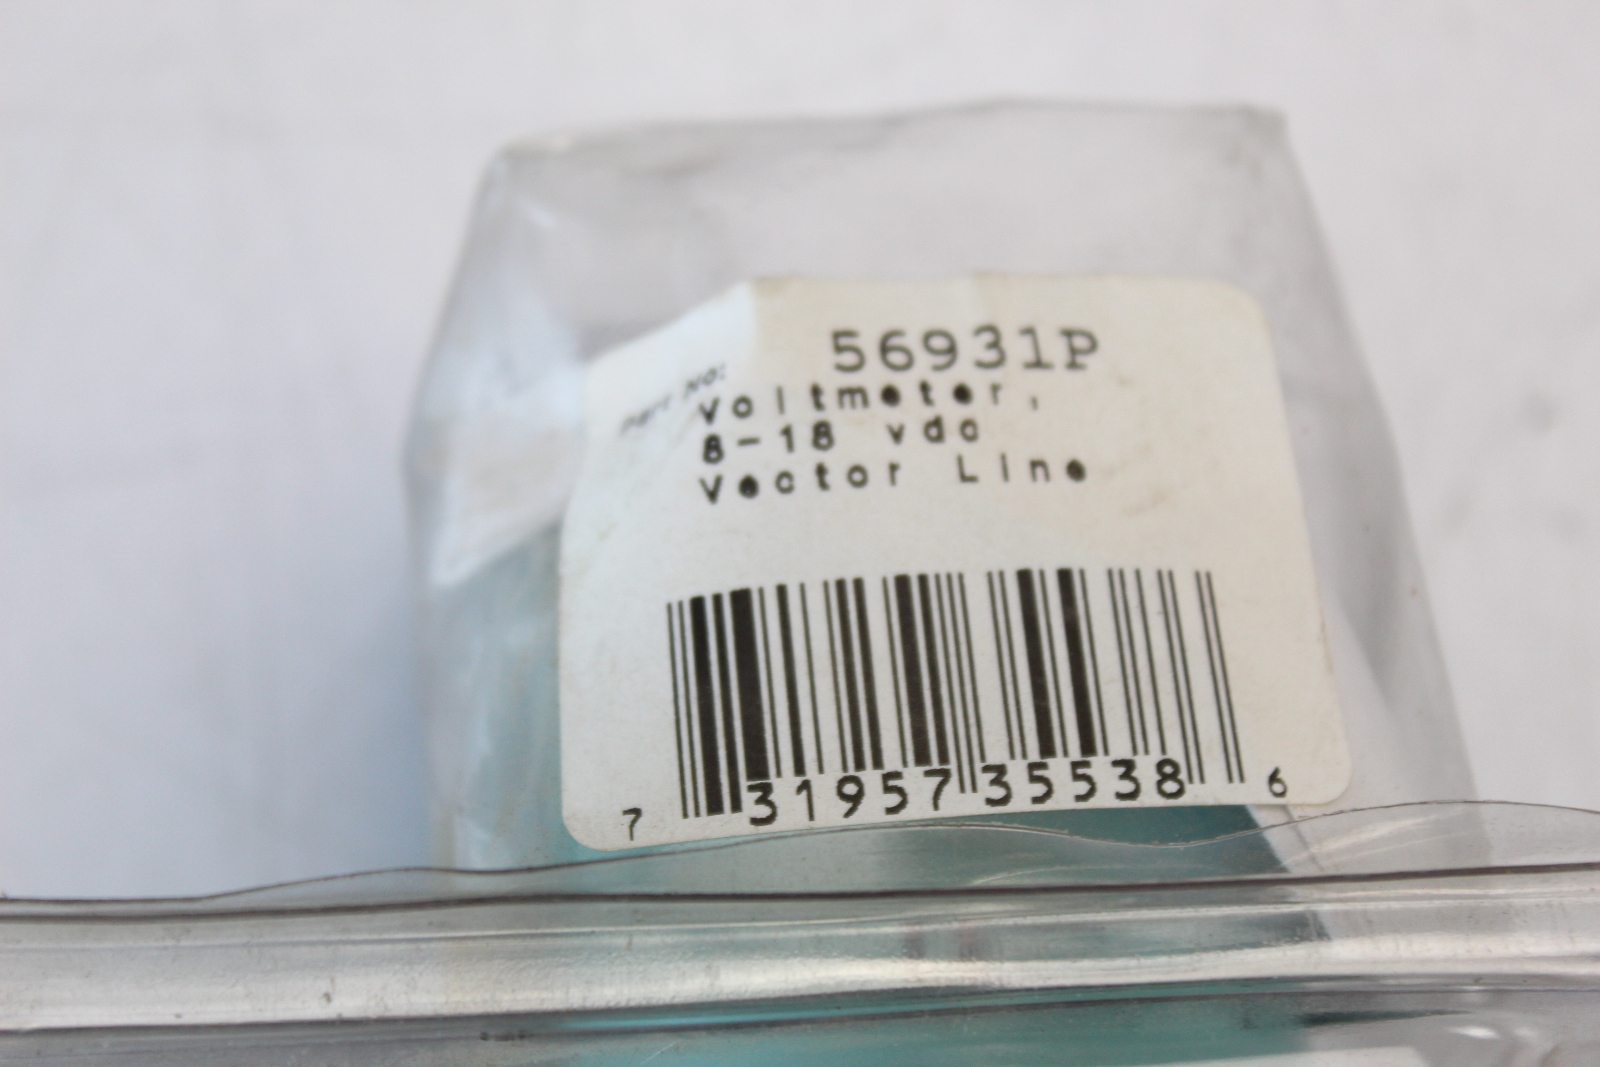 Part No: 56931P
Voltmeter,
8-18 vdc
Vector Line
7 31957 35538 6